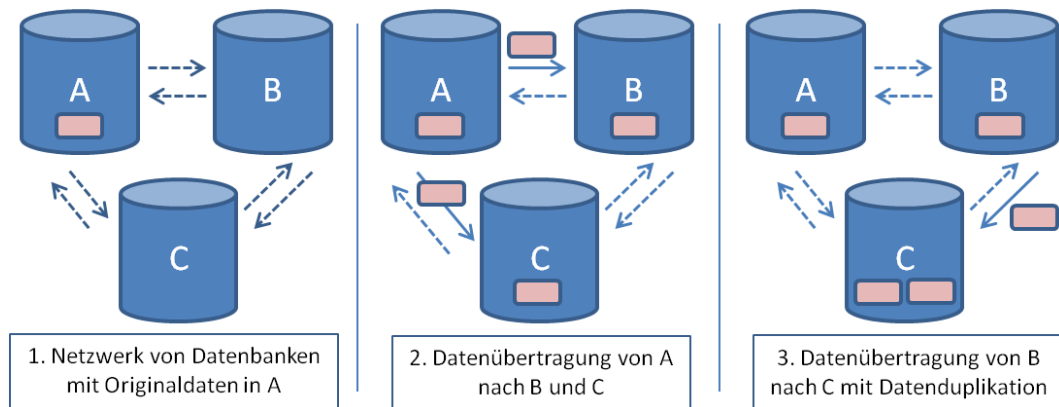 A
B
C
1. Netzwerk von Datenbanken
mit Originaldaten in A
A
B
C
2. Datenübertragung von A
nach B und C
A
B
C
3. Datenübertragung von B
nach C mit Datenduplikation